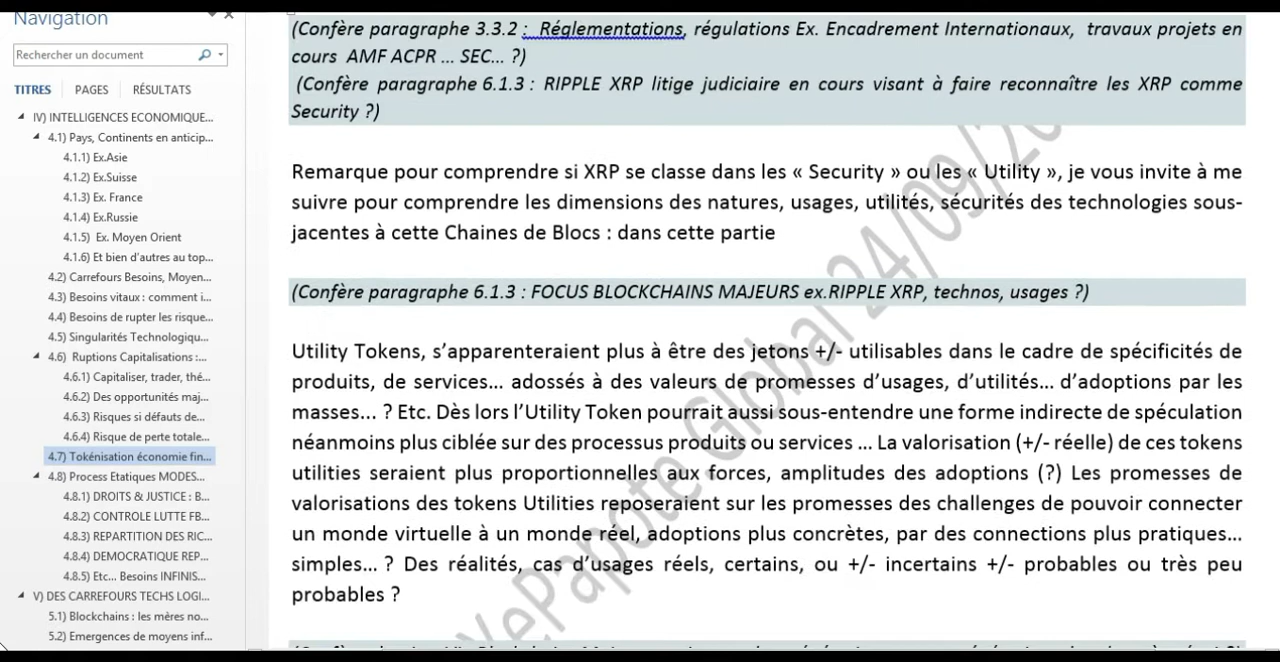 Navigation
Rechercher un document
TITRES PAGES RÉSULTATS
IV) INTELLIGENCES ECONOMIQUE...
4.1) Pays, Continents en anticip...
4.1.1) Ex.Asie
4.1.2) Ex.Suisse
4.1.3) Ex. France
4.1.4) Ex.Russie
4.1.5) Ex. Moyen Orient
4.1.6) Et bien d'autres au top...
4.2) Carrefours Besoins, Moyen...
4.3) Besoins vitaux : comment i...
4.4) Besoins de rupter les risque...
4.5) Singularités Technologiqu...
4.6) Ruptions Capitalisations :...
4.6.1) Capitaliser, trader, thé...
4.6.2) Des opportunités maj...
4.6.3) Risques si défauts de...
4.6.4) Risque de perte totale...
4.7) Tokénisation économie fin...
4.8) Process Etatiques MODES...
4.8.1) DROITS & JUSTICE : B...
4.8.2) CONTROLE LUTTE FB...
4.8.3) REPARTITION DES RIC...
4.8.4) DEMOCRATIQUE REP...
4.8.5) Etc... Besoins INFINIS...
V) DES CARREFOURS TECHS LOGI...
5.1) Blockchains : les mères no...
5.2) Emergences de moyens inf...
(Confère paragraphe 3.3.2 : Réglementations, régulations Ex. Encadrement Internationaux, travaux projets en
cours AMF ACPR ... SEC... ?)
(Confère paragraphe 6.1.3 : RIPPLE XRP litige judiciaire en cours visant à faire reconnaître les XRP comme
Security ?)
Remarque pour comprendre si XRP se classe dans les « Security » ou les « Utility », je vous invite à me
suivre pour comprendre les dimensions des natures, usages, utilités, sécurités des technologies sous-
jacentes à cette Chaines de Blocs : dans cette partie
(Confère paragraphe 6.1.3 : FOCUS BLOCKCHAINS MAJEURS ex.RIPPLE XRP, technos, usages ?)
Utility Tokens, s'apparenteraient plus à être des jetons +/- utilisables dans le cadre de spécificités de
produits, de services... adossés à des valeurs de promesses d'usages, d'utilités... d'adoptions par les
masses... ? Etc. Dès lors l'Utility Token pourrait aussi sous-entendre une forme indirecte de spéculation
néanmoins plus ciblée sur des processus produits ou services ... La valorisation (+/- réelle) de ces tokens
utilities seraient plus proportionnelles aux forces, amplitudes des adoptions (?) Les promesses de
valorisations des tokens Utilities reposeraient sur les promesses des challenges de pouvoir connecter
un monde virtuelle à un monde réel, adoptions plus concrètes, par des connections plus pratiques...
simples... ? Des réalités, cas d'usages réels, certains, ou +/- incertains +/- probables ou très peu
probables ?